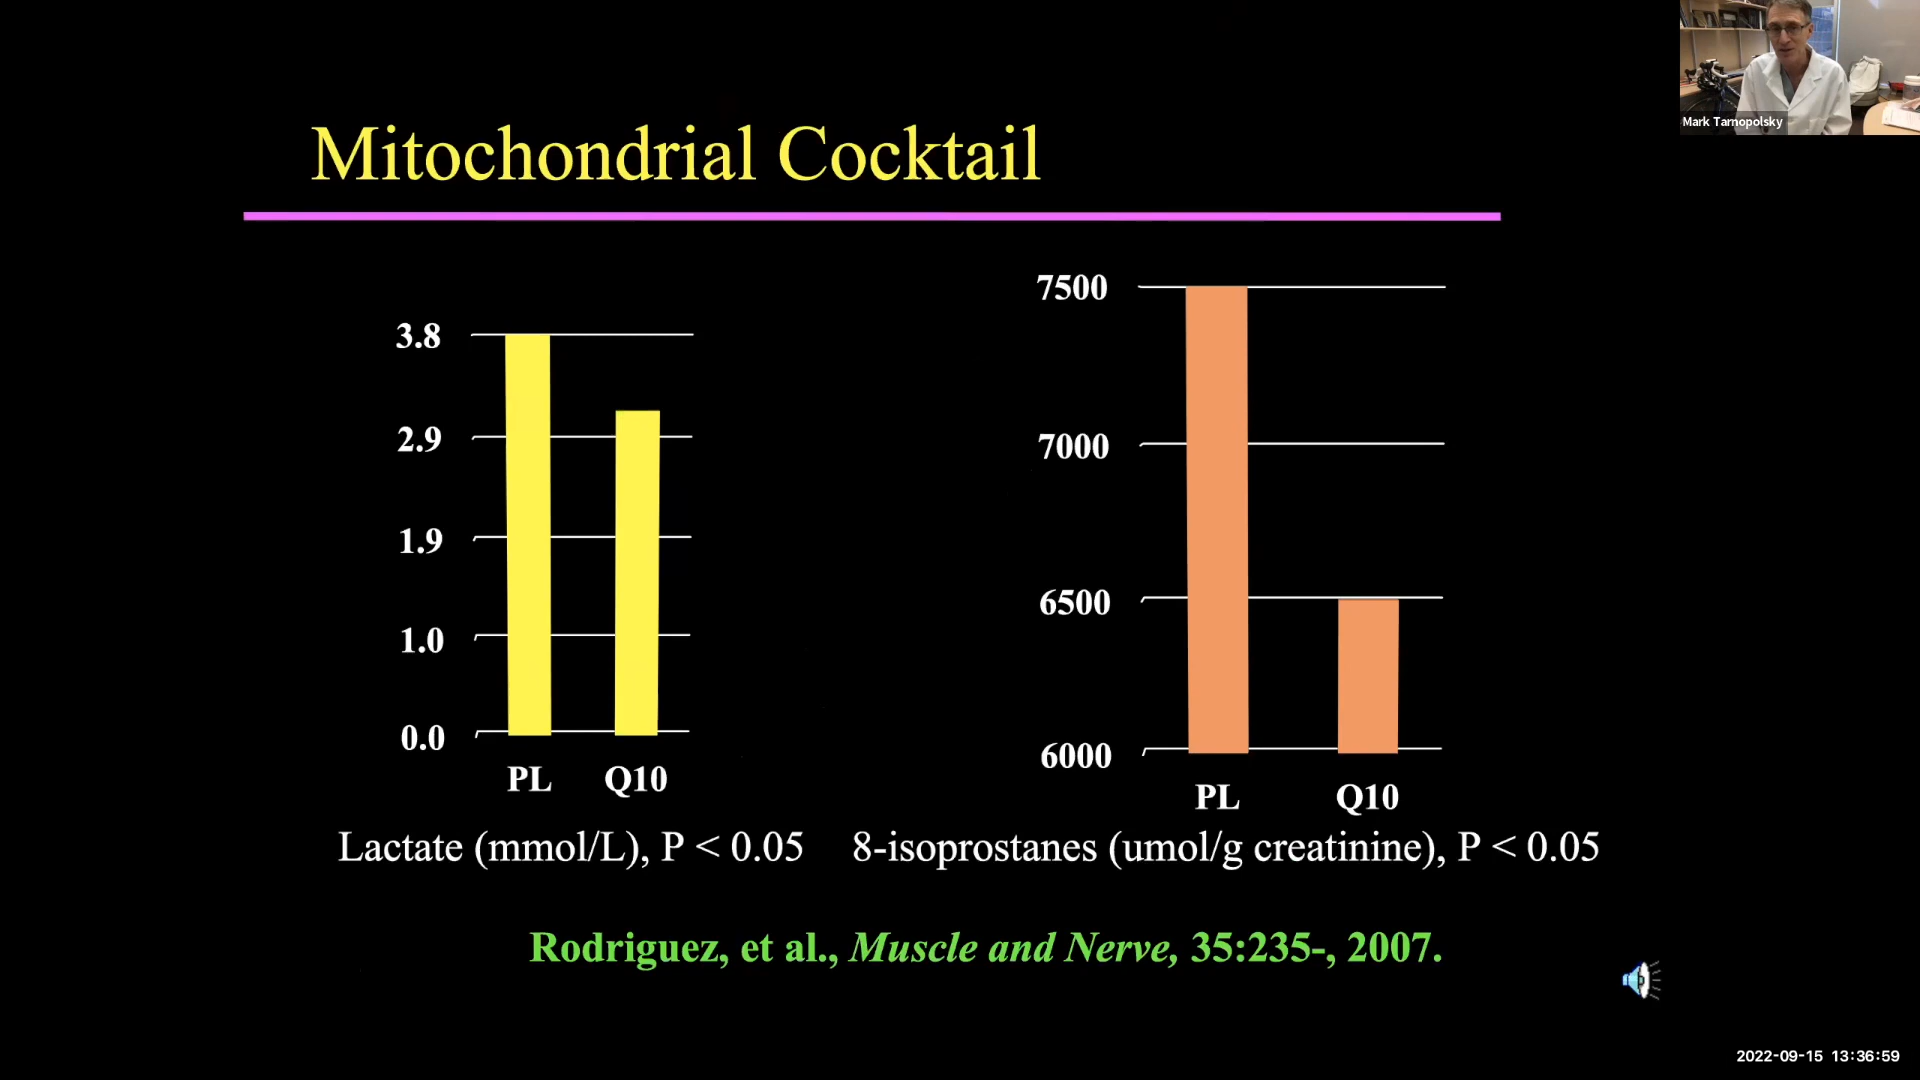 Mark Tarnopolsky
Mitochondrial Cocktail
3.8
2.9
1.9
1.0
0.0
PL Q10
Lactate (mmol/L), P < 0.05
7500
7000
6500
6000
PL Q10
8-isoprostanes (umol/g creatinine), P < 0.05
Rodriguez, et al., Muscle and Nerve, 35:235-, 2007.
2022-09-15 13:36:59